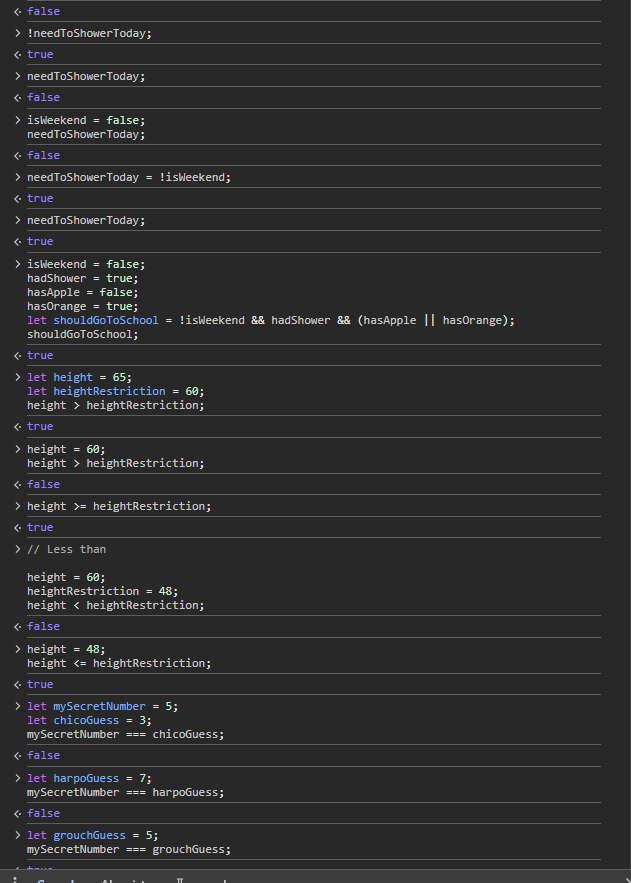 false
!needToShowerToday;
true
needToShowerToday;
false
isWeekend = false;
needToShowerToday;
false
needToShowerToday = !isWeekend;
true
needToShowerToday;
true
isWeekend = false;
hadShower = true;
hasApple = false;
hasOrange = true;
let shouldGoToSchool = !isWeekend && hadShower && (hasApple || hasOrange);
shouldGoToSchool;
true
let height = 65;
let heightRestriction = 60;
height > heightRestriction;
true
height = 60;
height > heightRestriction;
false
height >= heightRestriction;
true
// Less than
height = 60;
heightRestriction = 48;
height < heightRestriction;
false
height = 48;
height <= heightRestriction;
true
let mySecretNumber = 5;
let chicoGuess = 3;
mySecretNumber === chicoGuess;
false
let harpoGuess = 7;
mySecretNumber === harpoGuess;
false
let grouchGuess = 5;
mySecretNumber === grouchGuess;
true